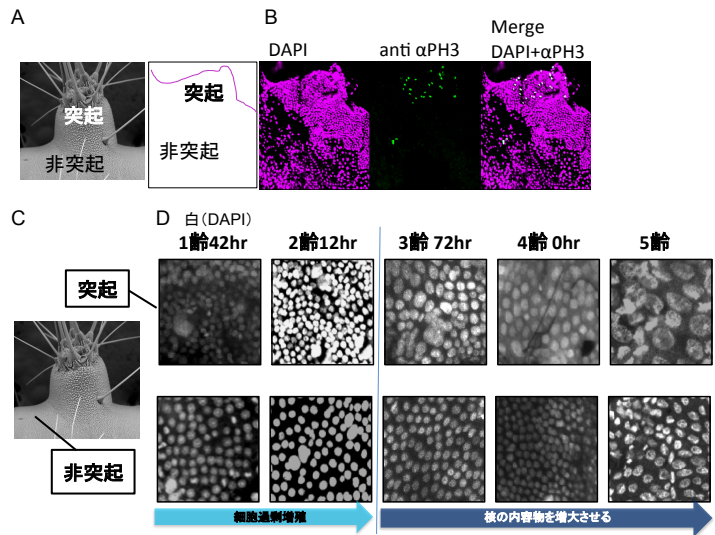 A
B
DAPI
anti αPH3
Merge
DAPI+αPH3
突起
非突起
突起
非突起
C
D
白（DAPI）
1齢42hr
2齢12hr
3齢 72hr
4齢 0hr
5齢
突起
非突起
細胞過剰増殖
核の内容物を増大させる